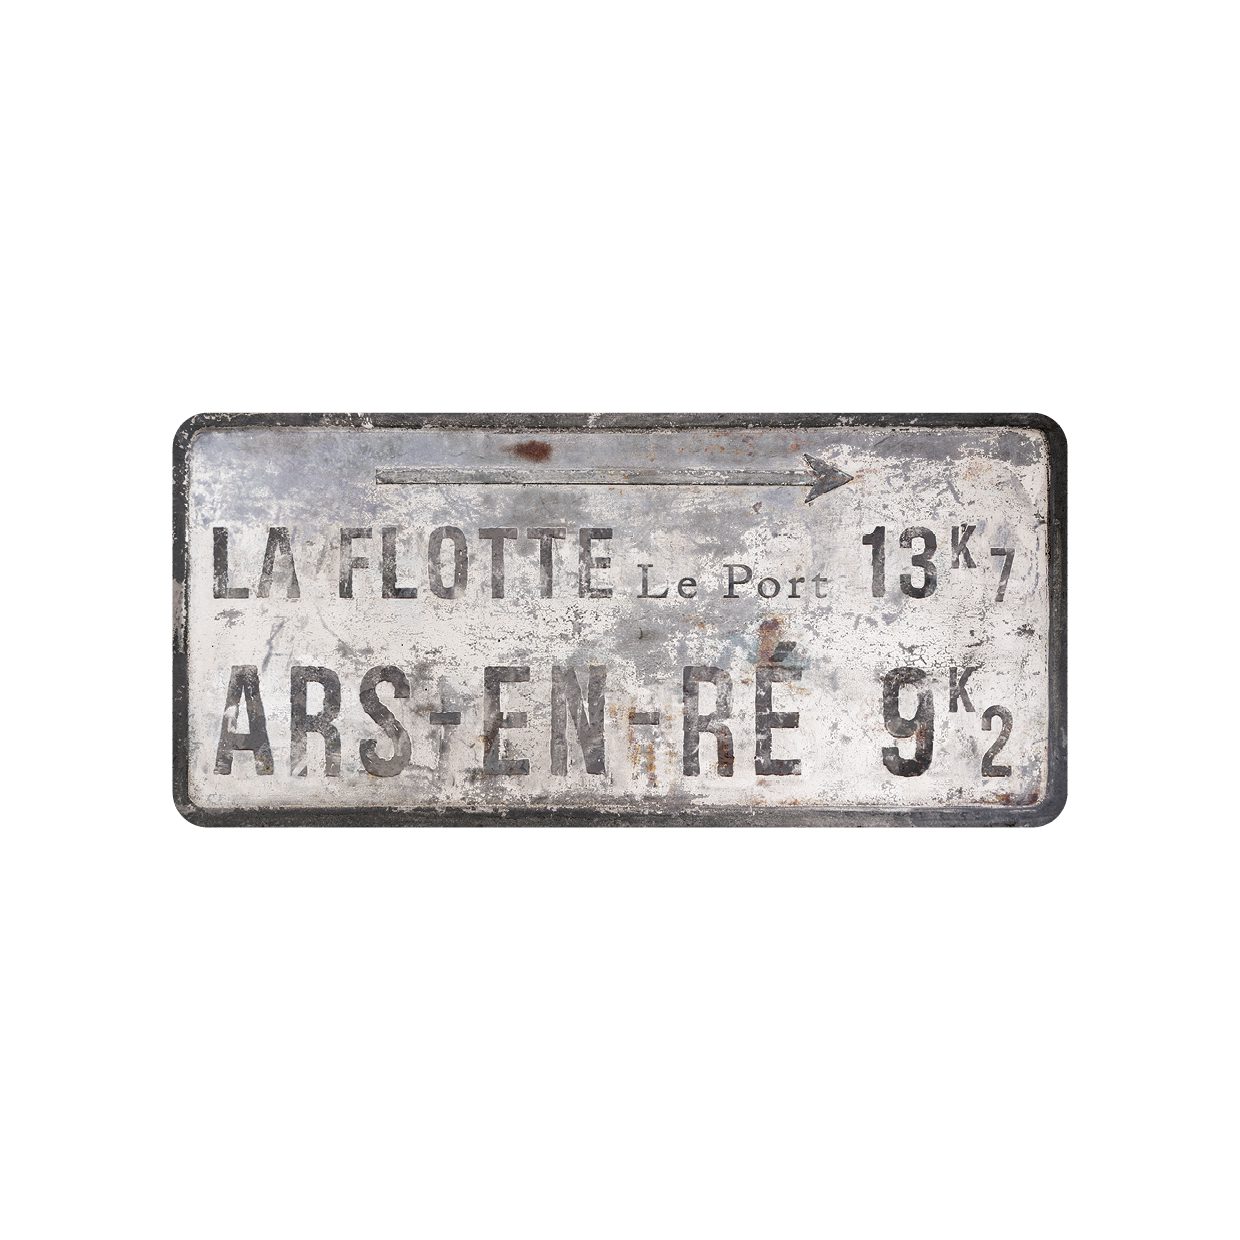 LA FLOTTE Le Port 13K7
ARS-EN-RÉ 9K2